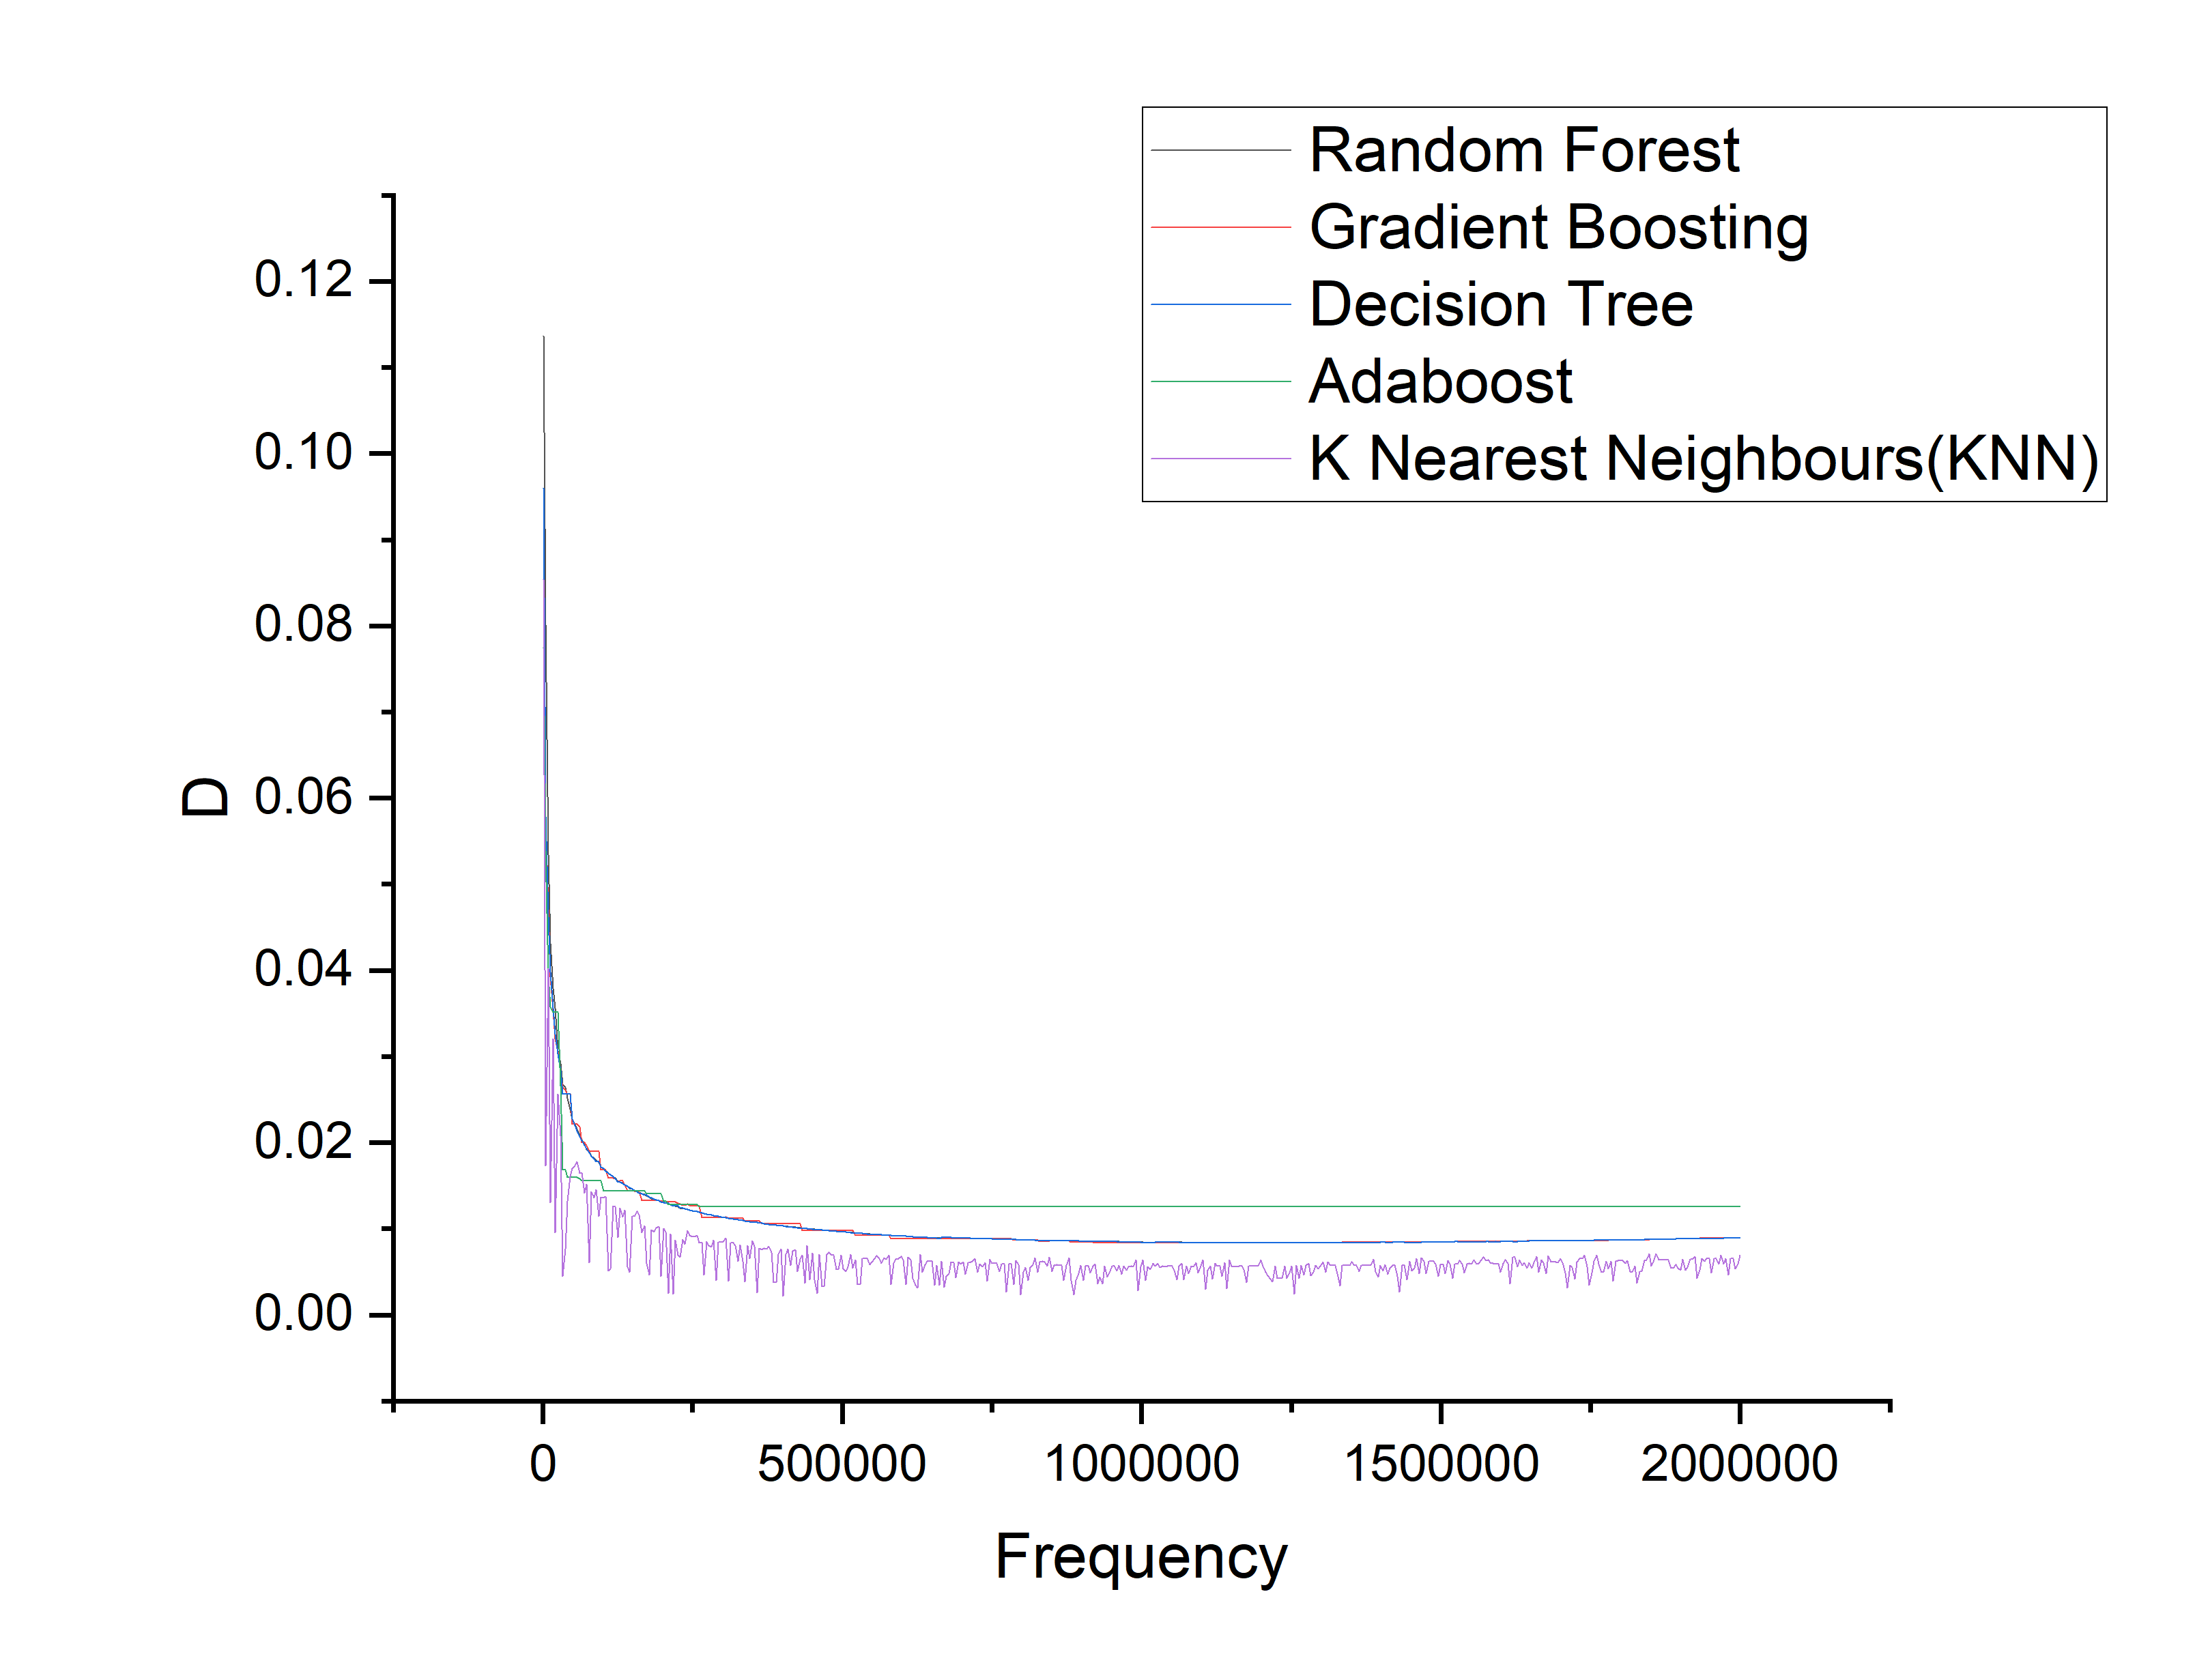 Random Forest
Gradient Boosting
Decision Tree
Adaboost
K Nearest Neighbours(KNN)
0.12
0.10
0.08
0.06
0.04
0.02
0.00
D
0 500000 1000000 1500000 2000000
Frequency